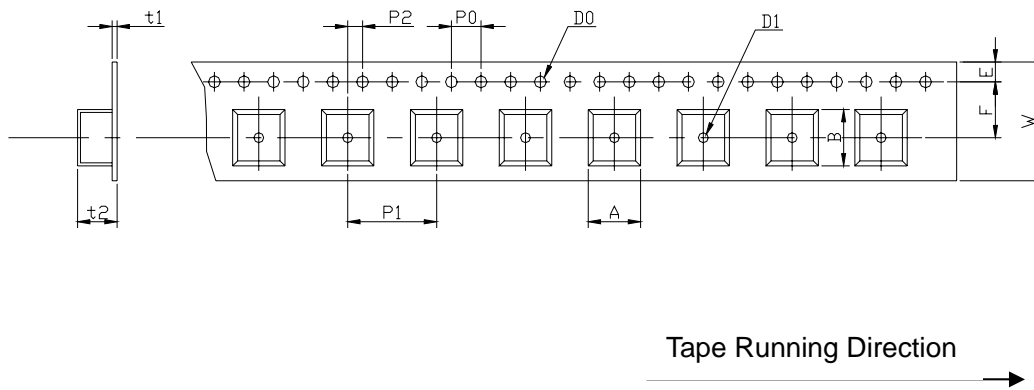 t1
P2
P0
D0
D1
E
F
W
B
t2
P1
A
Tape Running Direction